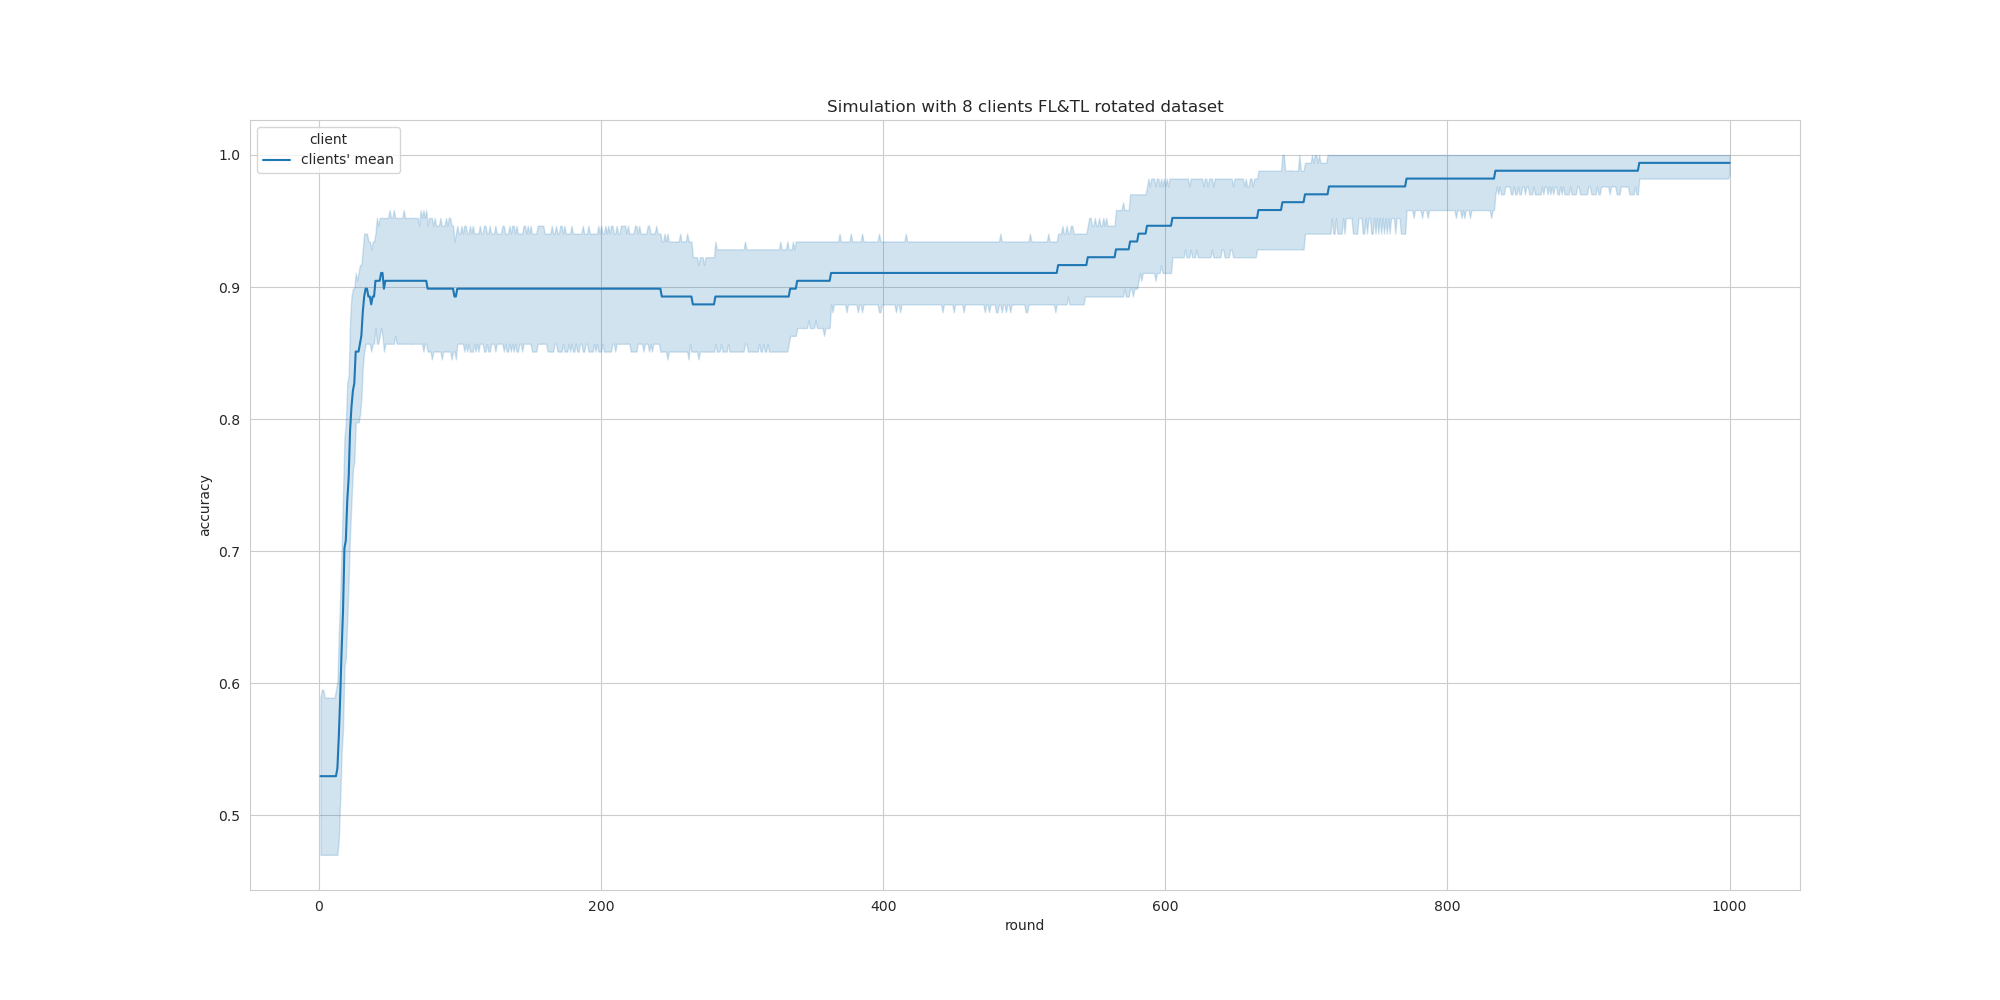 Simulation with 8 clients FL&TL rotated dataset
client
clients' mean
1.0
0.9
0.8
0.7
0.6
0.5
accuracy
0
200
400
600
800
1000
round